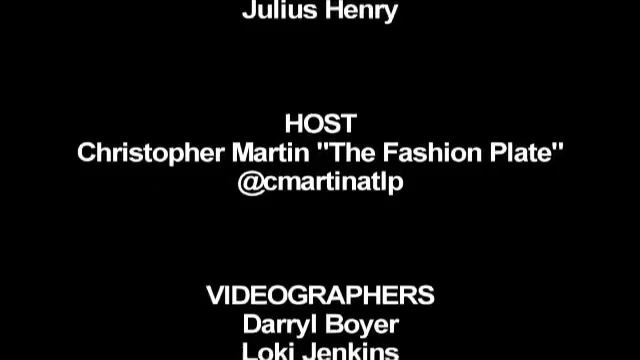 Julius Henry
HOST
Christopher Martin "The Fashion Plate"
@cmartinatlp
VIDEOGRAPHERS
Darryl Boyer
Loki Jenkins